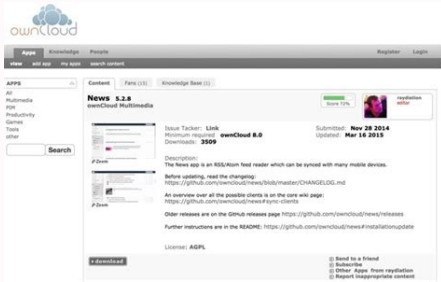 ownCloud
Apps Knowledge People Register Login
view add app my apps search content
APPS
All
Multimedia
PIM
Productivity
Games
Tools
other
Search
Content Fans (15) Knowledge Base (1)
News 5.2.8
ownCloud Multimedia
Score 72%
raydiation
editor
Zoom
Zoom
Issue Tacker: Link
Minimum required ownCloud 8.0
Downloads: 3509
Submitted: Nov 28 2014
Updated: Mar 16 2015
Description:
The News app is an RSS/Atom feed reader which can be synced with many mobile devices.
Before updating, read the changelog:
https://github.com/owncloud/news/blob/master/CHANGELOG.md
An overview over all the possible clients is on the core wiki page:
https://github.com/owncloud/news#sync-clients
Older releases are on the GitHub releases page https://github.com/owncloud/news/releases
Further instructions are in the README: https://github.com/owncloud/news#installationupdate
License: AGPL
download
Send to a friend
Subscribe
Other Apps from raydiation
Report inappropriate content